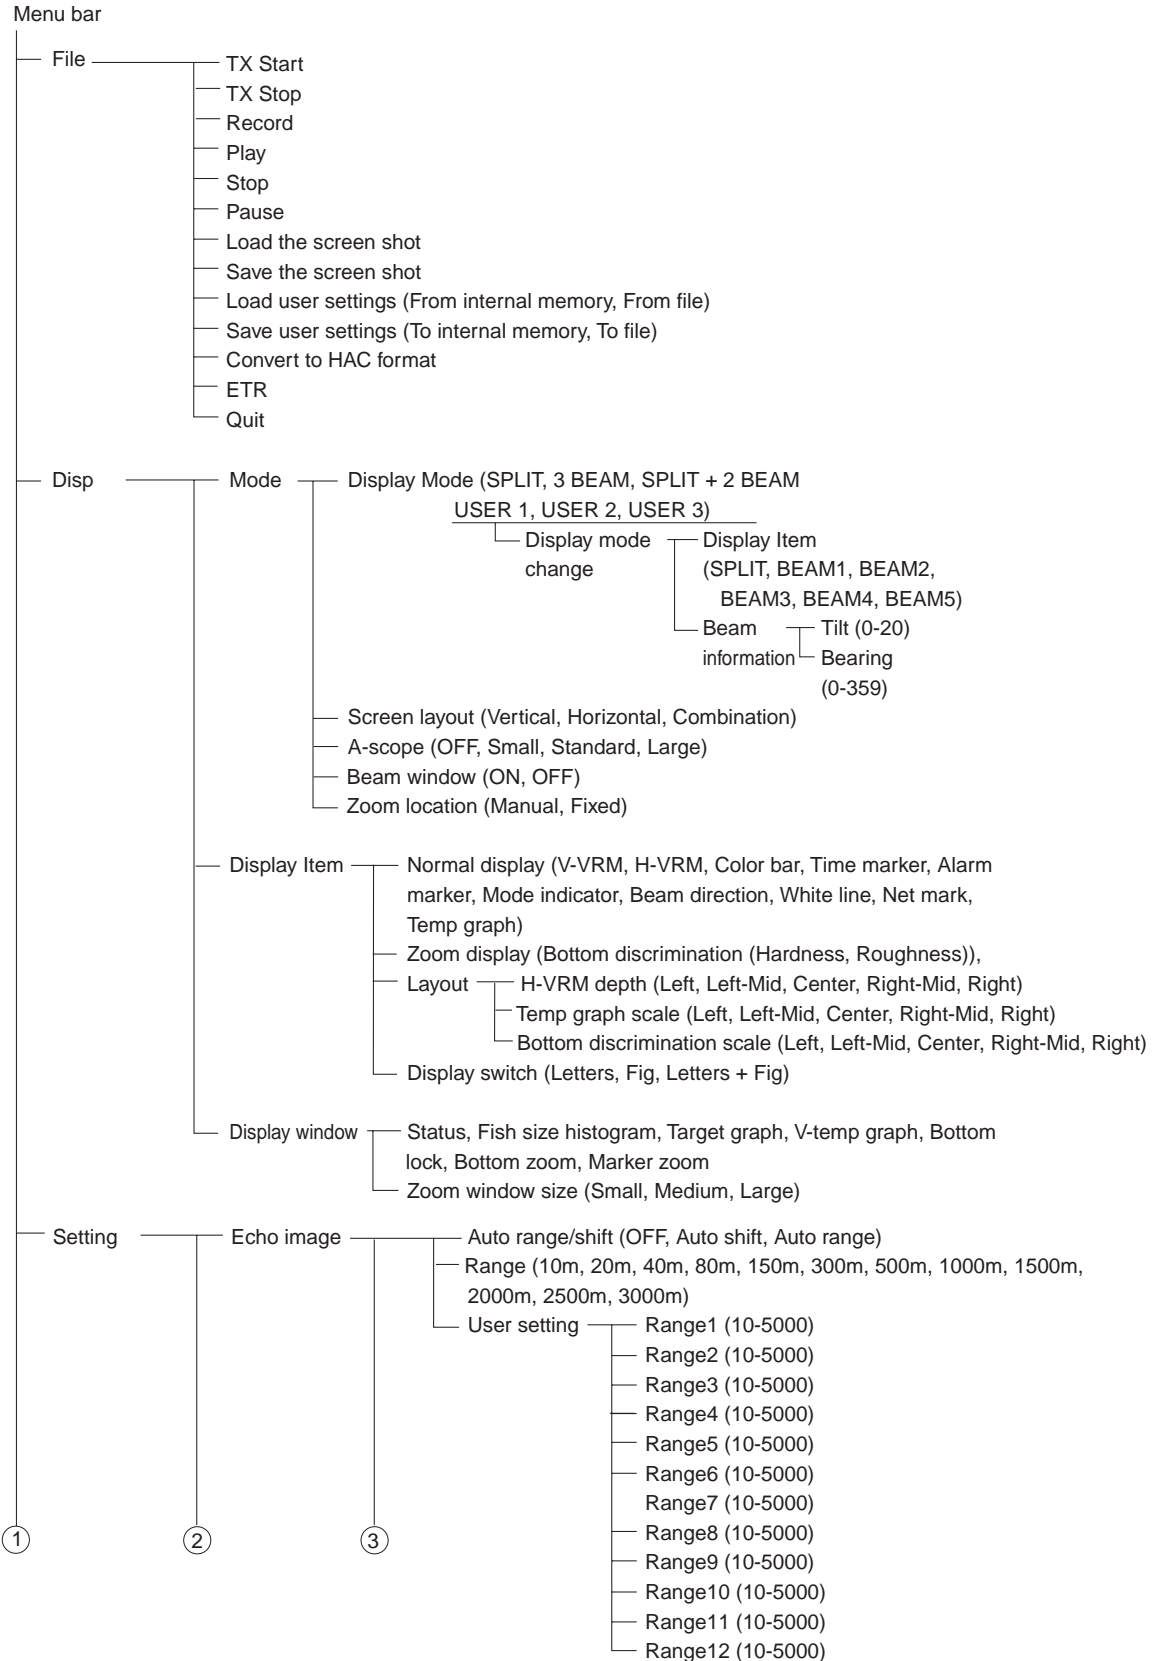 Menu bar
File
TX Start
TX Stop
Record
Play
Stop
Pause
Load the screen shot
Save the screen shot
Load user settings (From internal memory, From file)
Save user settings (To internal memory, To file)
Convert to HAC format
ETR
Quit
Disp
Mode
Display Mode (SPLIT, 3 BEAM, SPLIT + 2 BEAM
USER 1, USER 2, USER 3)
Display mode
change
Display Item
(SPLIT, BEAM1, BEAM2,
BEAM3, BEAM4, BEAM5)
Beam
information
Tilt (0-20)
Bearing
(0-359)
Screen layout (Vertical, Horizontal, Combination)
A-scope (OFF, Small, Standard, Large)
Beam window (ON, OFF)
Zoom location (Manual, Fixed)
Display Item
Normal display (V-VRM, H-VRM, Color bar, Time marker, Alarm
marker, Mode indicator, Beam direction, White line, Net mark,
Temp graph)
Zoom display (Bottom discrimination (Hardness, Roughness)),
Layout
H-VRM depth (Left, Left-Mid, Center, Right-Mid, Right)
Temp graph scale (Left, Left-Mid, Center, Right-Mid, Right)
Bottom discrimination scale (Left, Left-Mid, Center, Right-Mid, Right)
Display switch (Letters, Fig, Letters + Fig)
Display window
Status, Fish size histogram, Target graph, V-temp graph, Bottom
lock, Bottom zoom, Marker zoom
Zoom window size (Small, Medium, Large)
Setting
Echo image
Auto range/shift (OFF, Auto shift, Auto range)
Range (10m, 20m, 40m, 80m, 150m, 300m, 500m, 1000m, 1500m,
2000m, 2500m, 3000m)
User setting
Range1 (10-5000)
Range2 (10-5000)
Range3 (10-5000)
Range4 (10-5000)
Range5 (10-5000)
Range6 (10-5000)
Range7 (10-5000)
Range8 (10-5000)
Range9 (10-5000)
Range10 (10-5000)
Range11 (10-5000)
Range12 (10-5000)
1
2
3